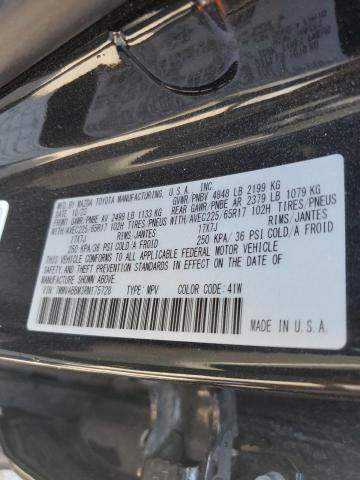 MFD. BY MAZDA TOYOTA MANUFACTURING, U.S.A., INC.
DATE 10/23 GVWR/PNBV 4848 LB 2199 KG
FRONT GAWR/PNBE AV 2498 LB 1133 KG REAR GAWR/PNBE AR 2379 LB 1079 KG
WITH/AVEC225/65R17 102H TIRES/PNEUS WITH/AVEC225/65R17 102H TIRES/PNEUS
17X7J RIMS/JANTES 17X7J RIMS/JANTES
250 KPA/36 PSI COLD/A FROID 250 KPA/ 36 PSI COLD/A FROID
THIS VEHICLE CONFORMS TO ALL APPLICABLE FEDERAL MOTOR VEHICLE
SAFETY STANDARDS IN EFFECT ON THE DATE OF MANUFACTURE
SHOWN ABOVE.
VIN: TYPE: MPV COLOR CODE: 41W
MADE IN U.S.A.